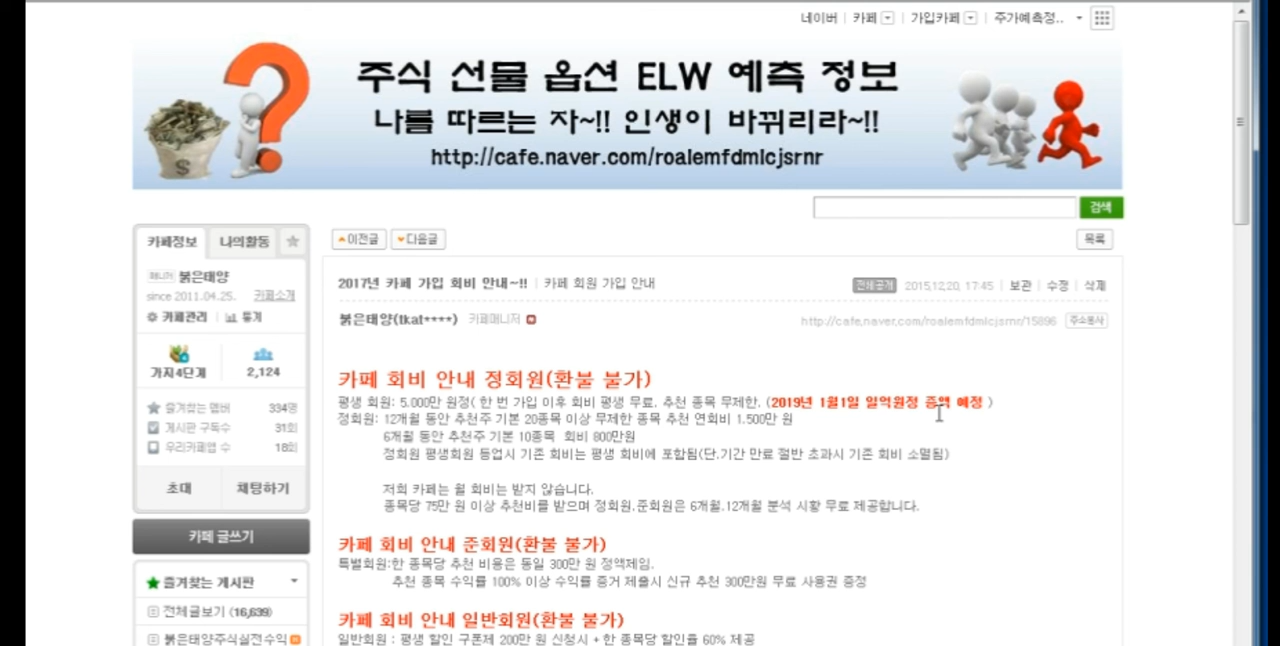 네이버 카페 가입카페 주가예측정..
주식 선물 옵션 ELW 예측 정보
나를 따르는 자~!! 인생이 바뀌리라~!!
http://cafe.naver.com/roalemfdmlcjsrnr
$
검색
카페정보 나의활동
매니저 붉은태양
since 2011.04.25. 카페소개
카페관리 통계
가지4단계 2,124
즐겨찾는 멤버 334명
게시판 구독수 31회
우리카페앱 수 18회
초대 채팅하기
카페 글쓰기
즐겨찾는 게시판
전체글보기 (16,639)
붉은태양주식실전수익
이전글 다음글 목록
2017년 카페 가입 회비 안내~!! 카페 회원 가입 안내 전체공개 2015.12.20. 17:45 보관 수정 삭제
붉은태양(tkat****) 카페매니저 http://cafe.naver.com/roalemfdmlcjsrnr/15896 주소복사
카페 회비 안내 정회원(환불 불가)
평생 회원: 5.000만 원정( 한 번 가입 이후 회비 평생 무료. 추천 종목 무제한. (2019년 1월1일 일억원정 증액 예정 )
정회원: 12개월 동안 추천주 기본 20종목 이상 무제한 종목 추천 연회비 1.500만 원
6개월 동안 추천주 기본 10종목 회비 800만원
정회원 평생회원 등업시 기존 회비는 평생 회비에 포함됨(단.기간 만료 절반 초과시 기존 회비 소멸됨)
저희 카페는 월 회비는 받지 않습니다.
종목당 75만 원 이상 추천비를 받으며 정회원.준회원은 6개월.12개월 분석 시황 무료 제공합니다.
카페 회비 안내 준회원(환불 불가)
특별회원:한 종목당 추천 비용은 동일 300만 원 정액제임.
추천 종목 수익률 100% 이상 수익률 증거 제출시 신규 추천 300만원 무료 사용권 증정
카페 회비 안내 일반회원(환불 불가)
일반회원 : 평생 할인 쿠폰제 200만 원 신청시 + 한 종목당 할인율 60% 제공